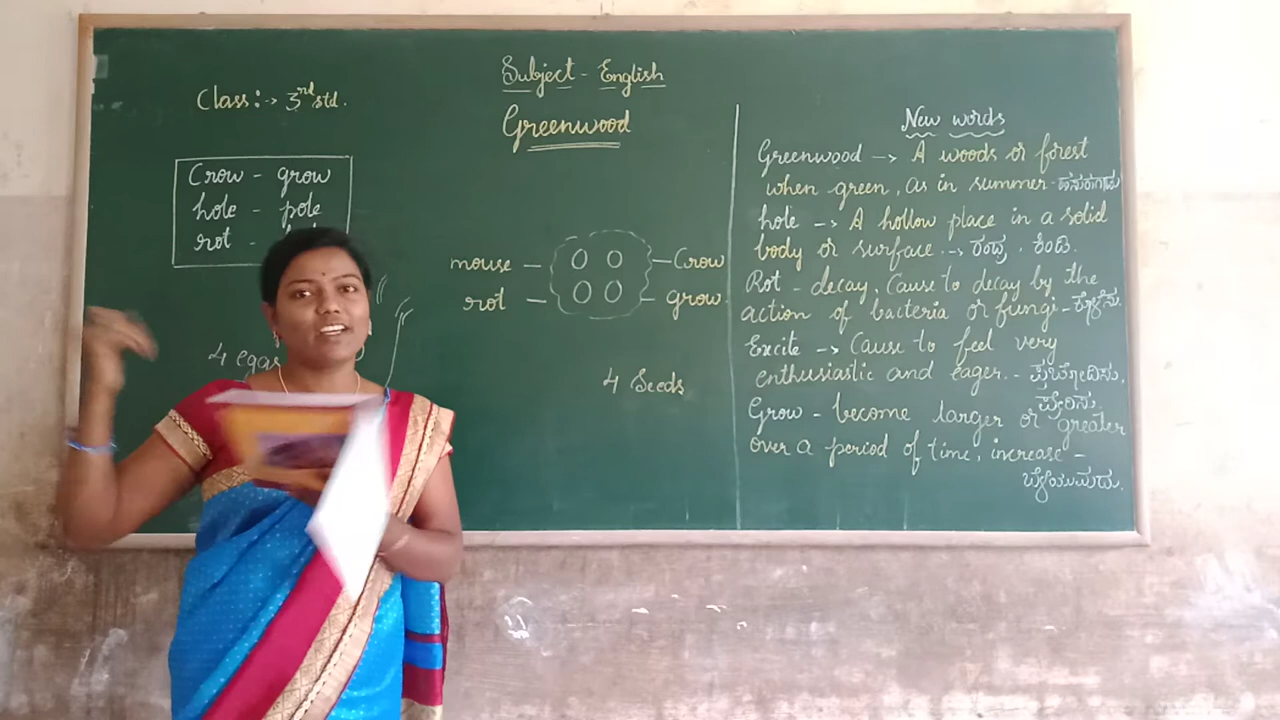 Subject - English
Class :-> 3rd std.
Greenwood
Crow - grow
hole - pole
rot -
mouse - Crow
rot - grow.
4 egg
4 Seeds
New words
Greenwood -> A woods or forest
when green, as in summer-
hole -> A hollow place in a solid
body or surface. ->
Rot - decay, Cause to decay by the
action of bacteria or fungi-
Excite -> Cause to feel very
enthusiastic and eager. - ಪ್ರಚೋದಿಸು,
ಪ್ರೇರಿಸು.
Grow - become larger or greater
over a period of time, increase -